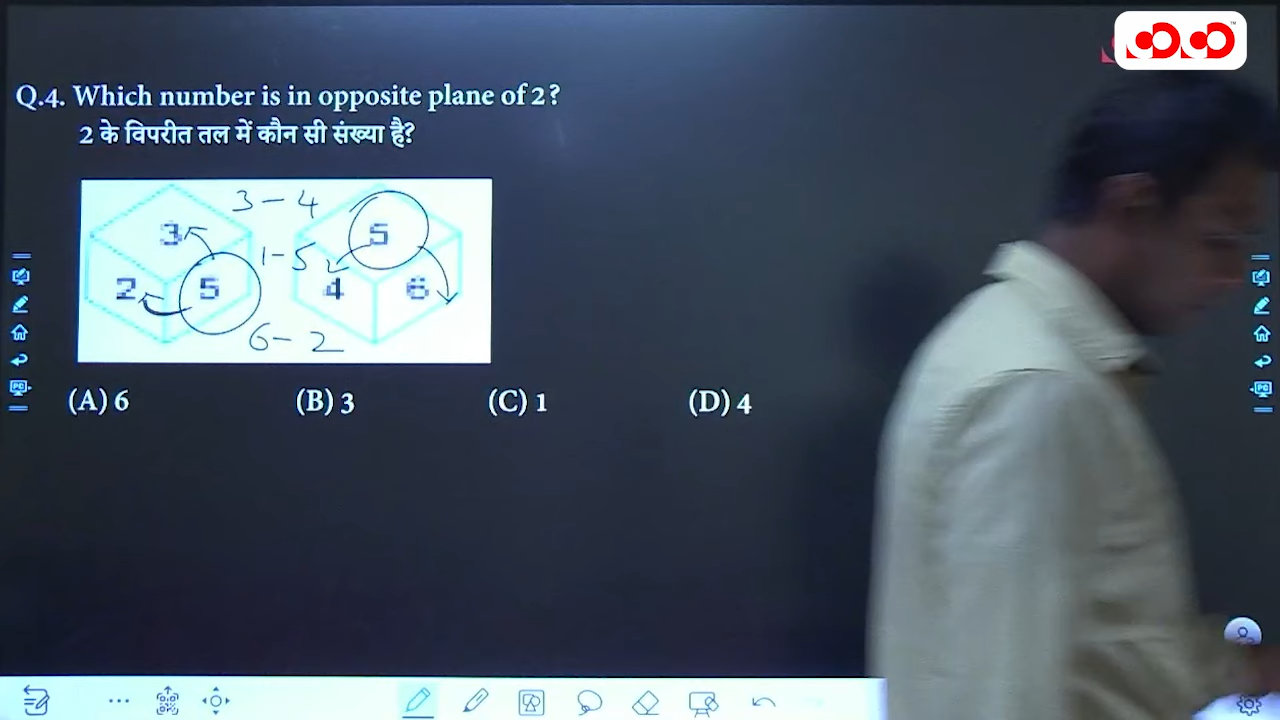 Q.4. Which number is in opposite plane of 2?
2 के विपरीत तल में कौन सी संख्या है?
3 - 4
3
5
1 - 5
2
5
4
6
6 - 2
(A) 6
(B) 3
(C) 1
(D) 4